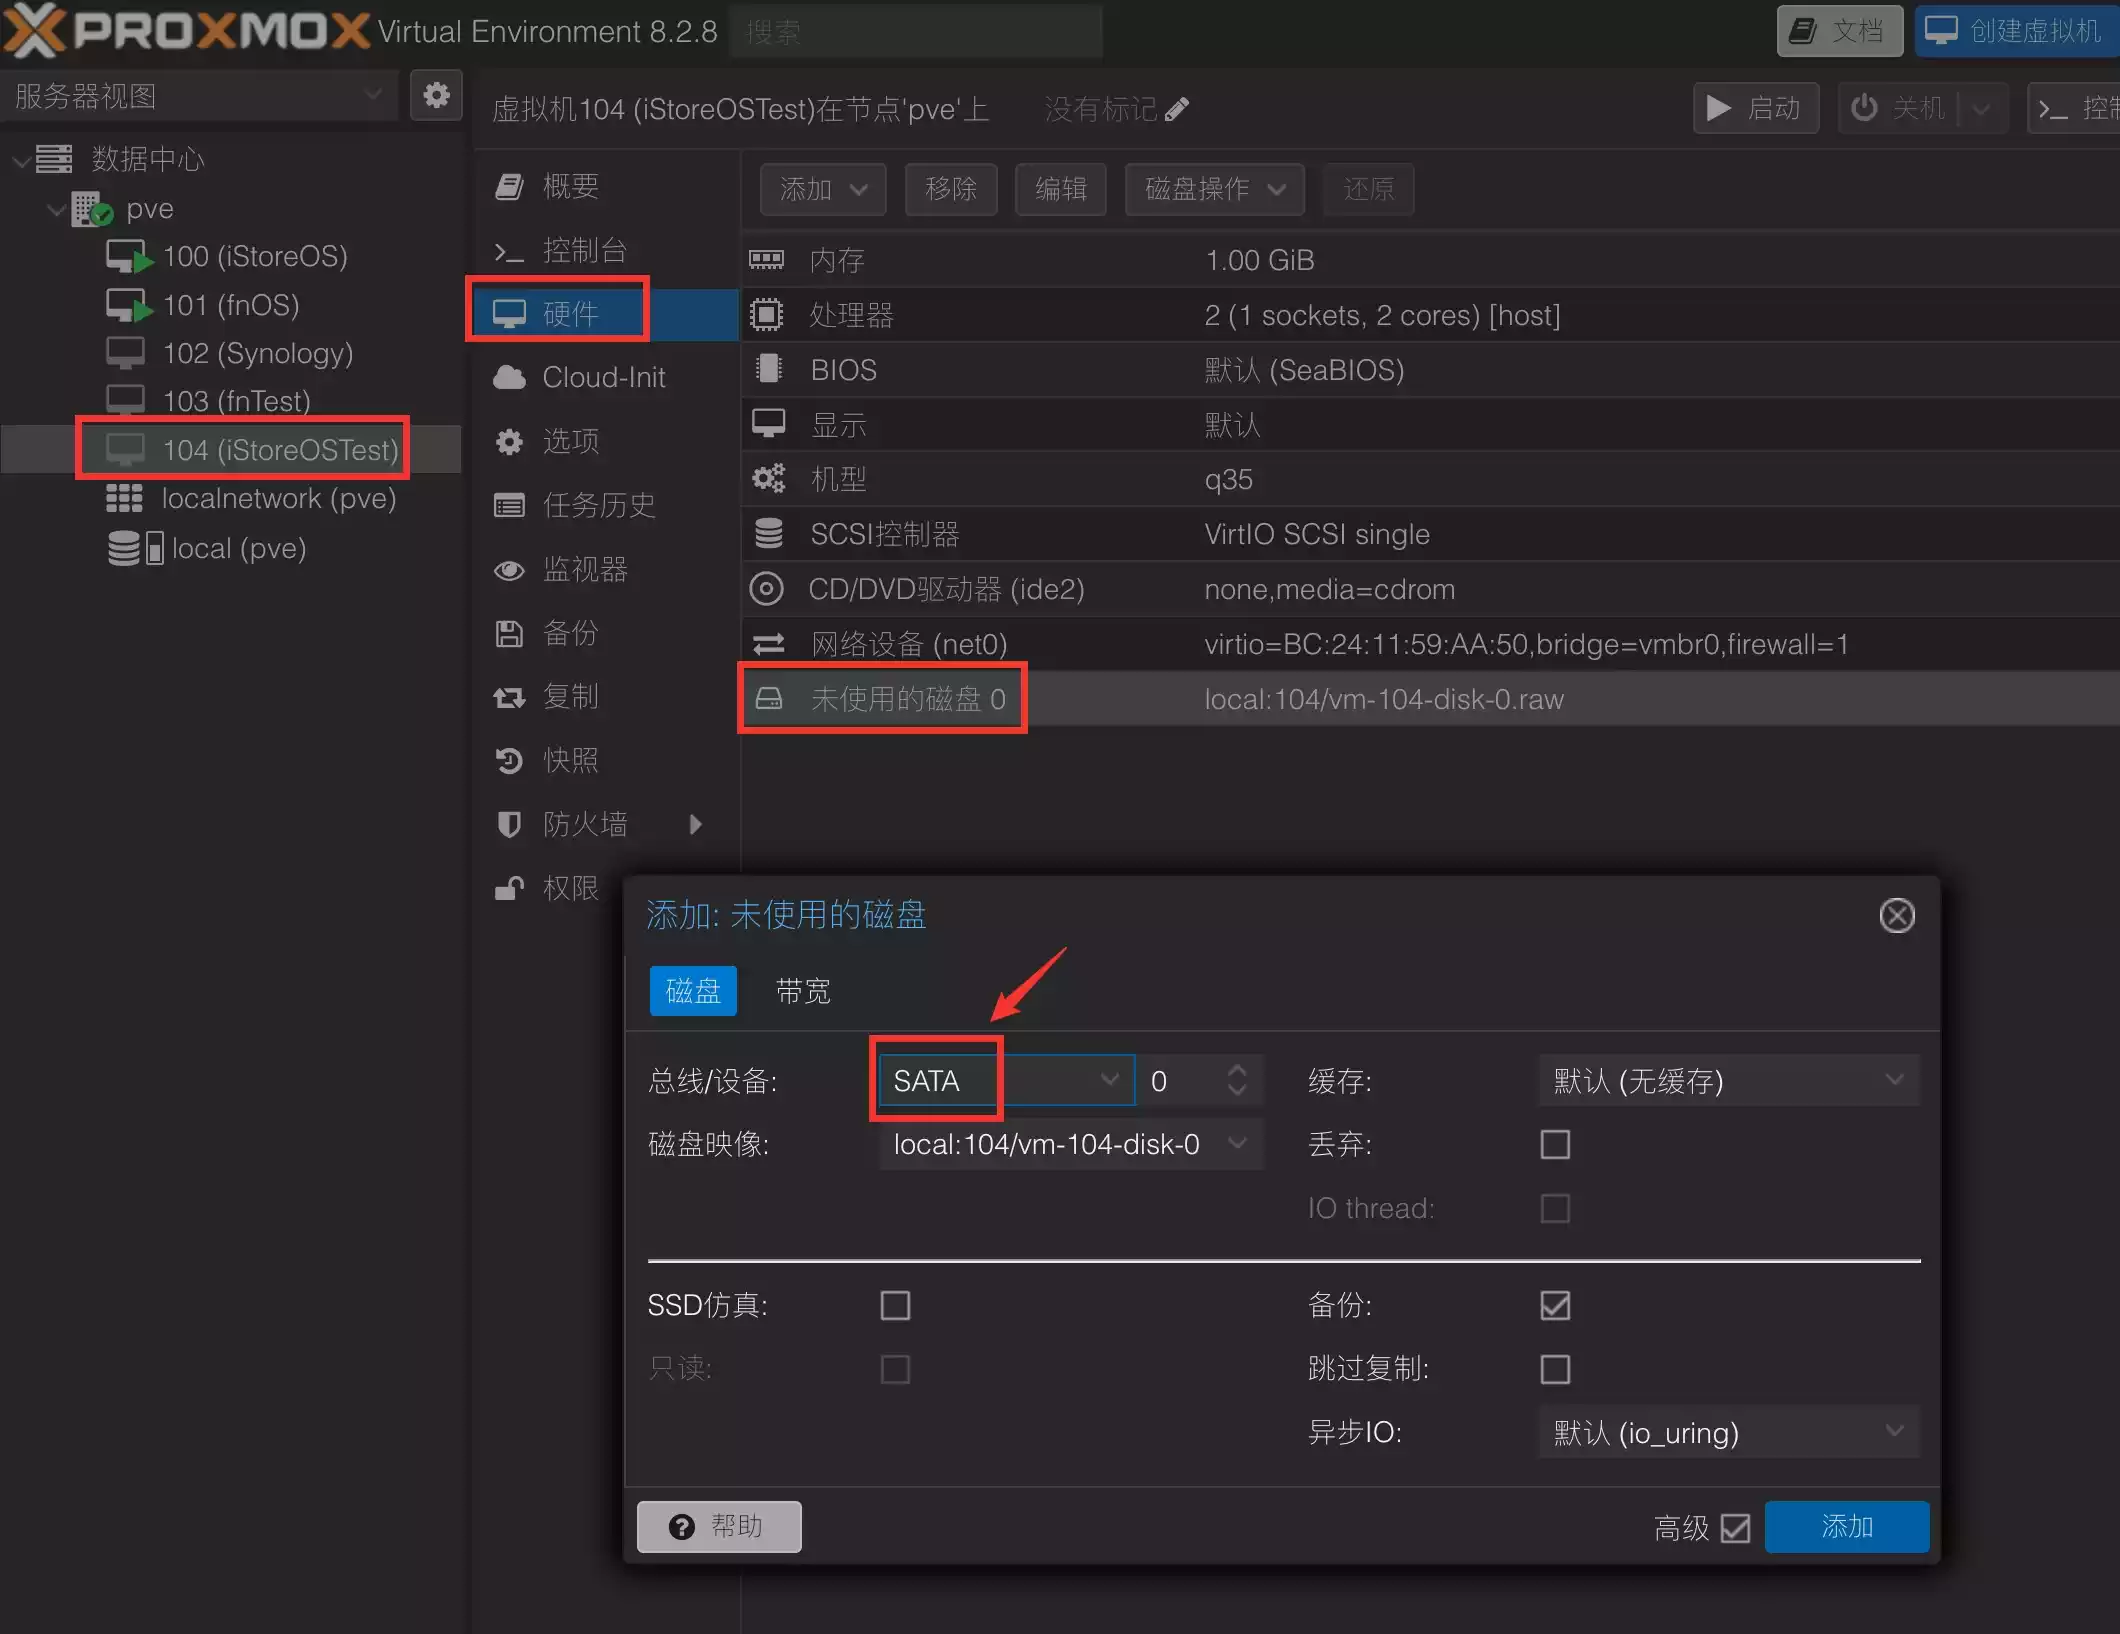 PROXMOX Virtual Environment 8.2.8
搜索
文档
创建虚拟机
服务器视图
虚拟机104 (iStoreOSTest)在节点'pve'上
没有标记
启动
关机
数据中心
pve
100 (iStoreOS)
101 (fnOS)
102 (Synology)
103 (fnTest)
104 (iStoreOSTest)
localnetwork (pve)
local (pve)
概要
控制台
硬件
Cloud-Init
选项
任务历史
监视器
备份
复制
快照
防火墙
权限
添加
移除
编辑
磁盘操作
还原
内存 1.00 GiB
处理器 2 (1 sockets, 2 cores) [host]
BIOS 默认 (SeaBIOS)
显示 默认
机型 q35
SCSI控制器 VirtIO SCSI single
CD/DVD驱动器 (ide2) none,media=cdrom
网络设备 (net0) virtio=BC:24:11:59:AA:50,bridge=vmbr0,firewall=1
未使用的磁盘 0 local:104/vm-104-disk-0.raw
添加: 未使用的磁盘
磁盘
带宽
总线/设备: SATA 0
缓存: 默认 (无缓存)
磁盘映像: local:104/vm-104-disk-0
丢弃:
IO thread:
SSD仿真:
备份:
只读:
跳过复制:
异步IO: 默认 (io_uring)
帮助
高级
添加